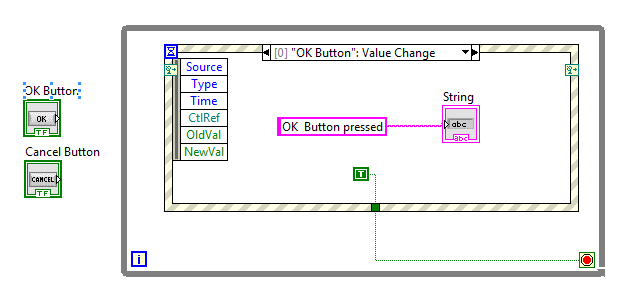 [0] "OK Button": Value Change
Source
Type
Time
CtlRef
OldVal
NewVal
OK Button
OK
TF
Cancel Button
CANCEL
TF
String
OK Button pressed
abc
abc
T
i